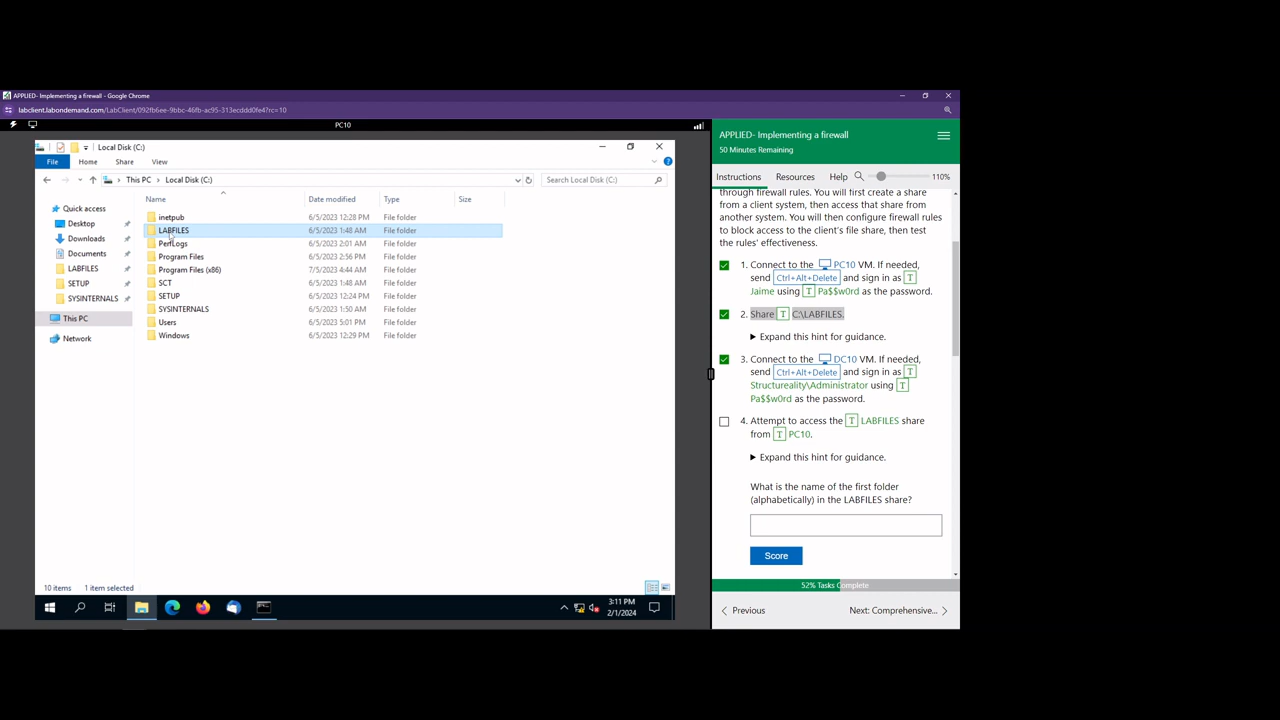 APPLIED- Implementing a firewall - Google Chrome
labclient.labondemand.com/LabClient/092fb6ee-9bbc-46fb-ac95-313ecddd0fe4?rc=10
PC10
Local Disk (C:)
File Home Share View
This PC > Local Disk (C:)
Search Local Disk (C:)
Name Date modified Type Size
Quick access
Desktop
Downloads
Documents
LABFILES
SETUP
SYSINTERNALS
This PC
Network
inetpub 6/5/2023 12:28 PM File folder
LABFILES 6/5/2023 1:48 AM File folder
PerfLogs 6/5/2023 2:01 AM File folder
Program Files 6/5/2023 2:56 PM File folder
Program Files (x86) 7/5/2023 4:44 AM File folder
SCT 6/5/2023 1:48 AM File folder
SETUP 6/5/2023 12:24 PM File folder
SYSINTERNALS 6/5/2023 1:50 AM File folder
Users 6/5/2023 5:01 PM File folder
Windows 6/5/2023 12:29 PM File folder
10 items 1 item selected
3:11 PM
2/1/2024
APPLIED- Implementing a firewall
50 Minutes Remaining
Instructions Resources Help 110%
through firewall rules. You will first create a share
from a client system, then access that share from
another system. You will then configure firewall rules
to block access to the client's file share, then test
the rules' effectiveness.
1. Connect to the PC10 VM. If needed,
send Ctrl+Alt+Delete and sign in as T
Jaime using T Pa$$w0rd as the password.
2. Share T C:\LABFILES.
Expand this hint for guidance.
3. Connect to the DC10 VM. If needed,
send Ctrl+Alt+Delete and sign in as T
Structureality\Administrator using T
Pa$$w0rd as the password.
4. Attempt to access the T LABFILES share
from T PC10.
Expand this hint for guidance.
What is the name of the first folder
(alphabetically) in the LABFILES share?
Score
52% Tasks Complete
Previous Next: Comprehensive...